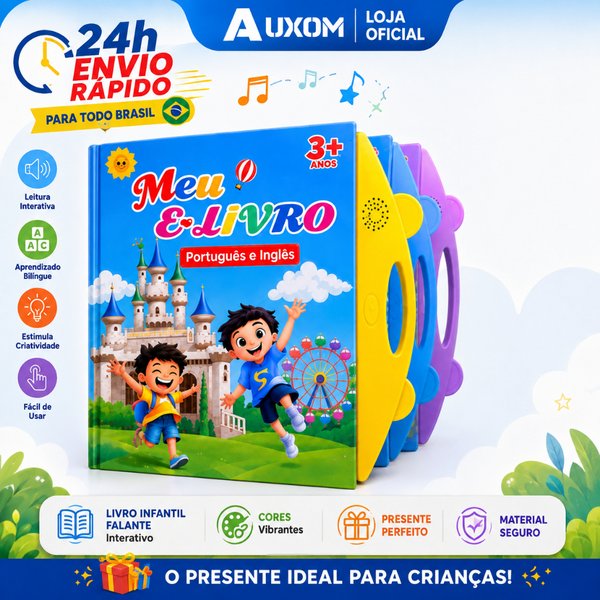 AUXOM
LOJA
OFICIAL
24h
ENVIO
RÁPIDO
PARA TODO BRASIL
Leitura
Interativa
A
A C
Aprendizado
Bilíngue
Estimula
Criatividade
Fácil de
Usar
3+
ANOS
Meu
E-LIVRO
Português e Inglês
S
LIVRO INFANTIL
FALANTE
Interativo
CORES
Vibrantes
PRESENTE
PERFEITO
MATERIAL
SEGURO
O PRESENTE IDEAL PARA CRIANÇAS!